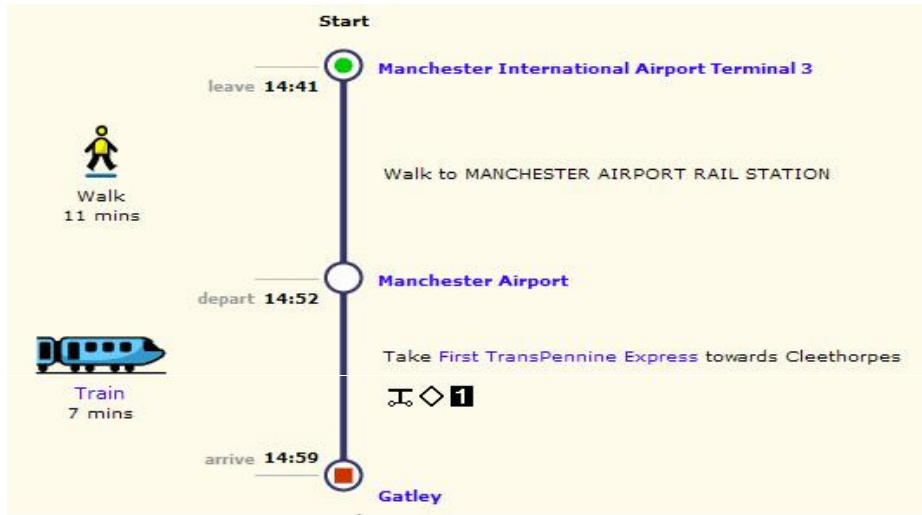 Start
Manchester International Airport Terminal 3
leave 14:41
Walk to MANCHESTER AIRPORT RAIL STATION
Walk
11 mins
Manchester Airport
depart 14:52
Take First TransPennine Express towards Cleethorpes
Train
7 mins
1
arrive 14:59
Gatley